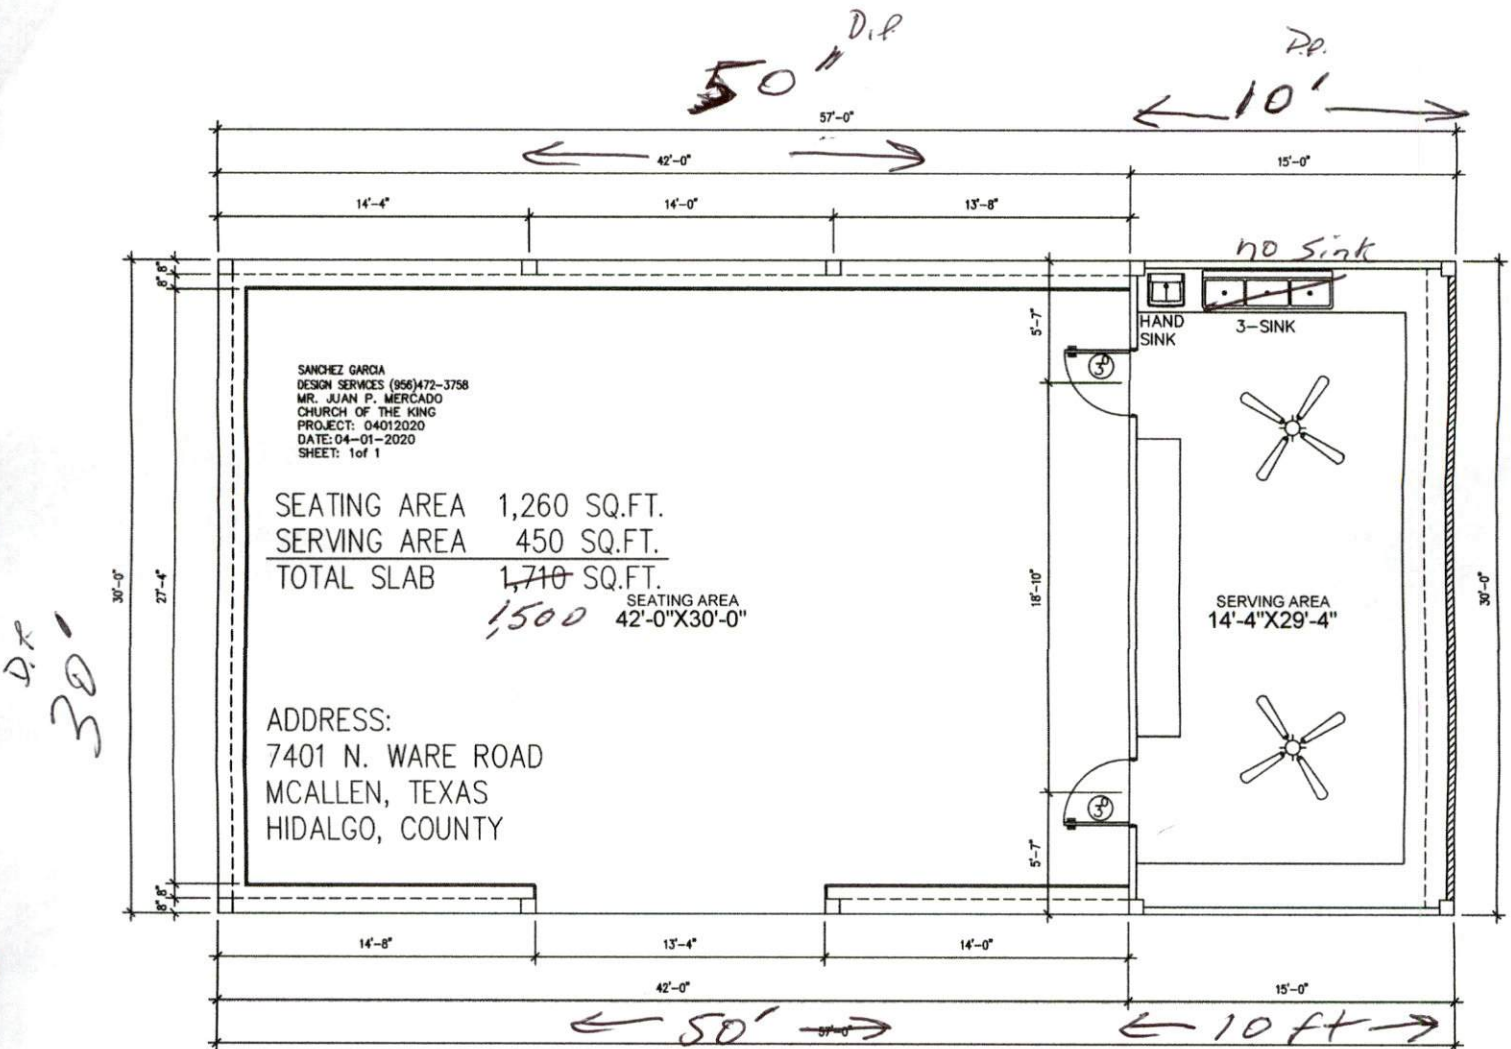 D.P.
D.P.
50"
10'
57'-0"
42'-0"
15'-0"
14'-4"
14'-0"
13'-8"
no sink
8"
8"
HAND
SINK
3-SINK
5'-7"
3⁰
SANCHEZ GARCIA
DESIGN SERVICES (956)472-3758
MR. JUAN P. MERCADO
CHURCH OF THE KING
PROJECT: 04012020
DATE: 04-01-2020
SHEET: 1of 1
SEATING AREA 1,260 SQ.FT.
SERVING AREA 450 SQ.FT.
TOTAL SLAB 1,710 SQ.FT.
1,500
SEATING AREA
42'-0"X30'-0"
30'-0"
27'-4"
18'-10"
SERVING AREA
14'-4"X29'-4"
30'-0"
30'
ADDRESS:
7401 N. WARE ROAD
MCALLEN, TEXAS
HIDALGO, COUNTY
3⁰
5'-7"
8"
8"
14'-8"
13'-4"
14'-0"
42'-0"
15'-0"
50'
57'-0"
10 ft